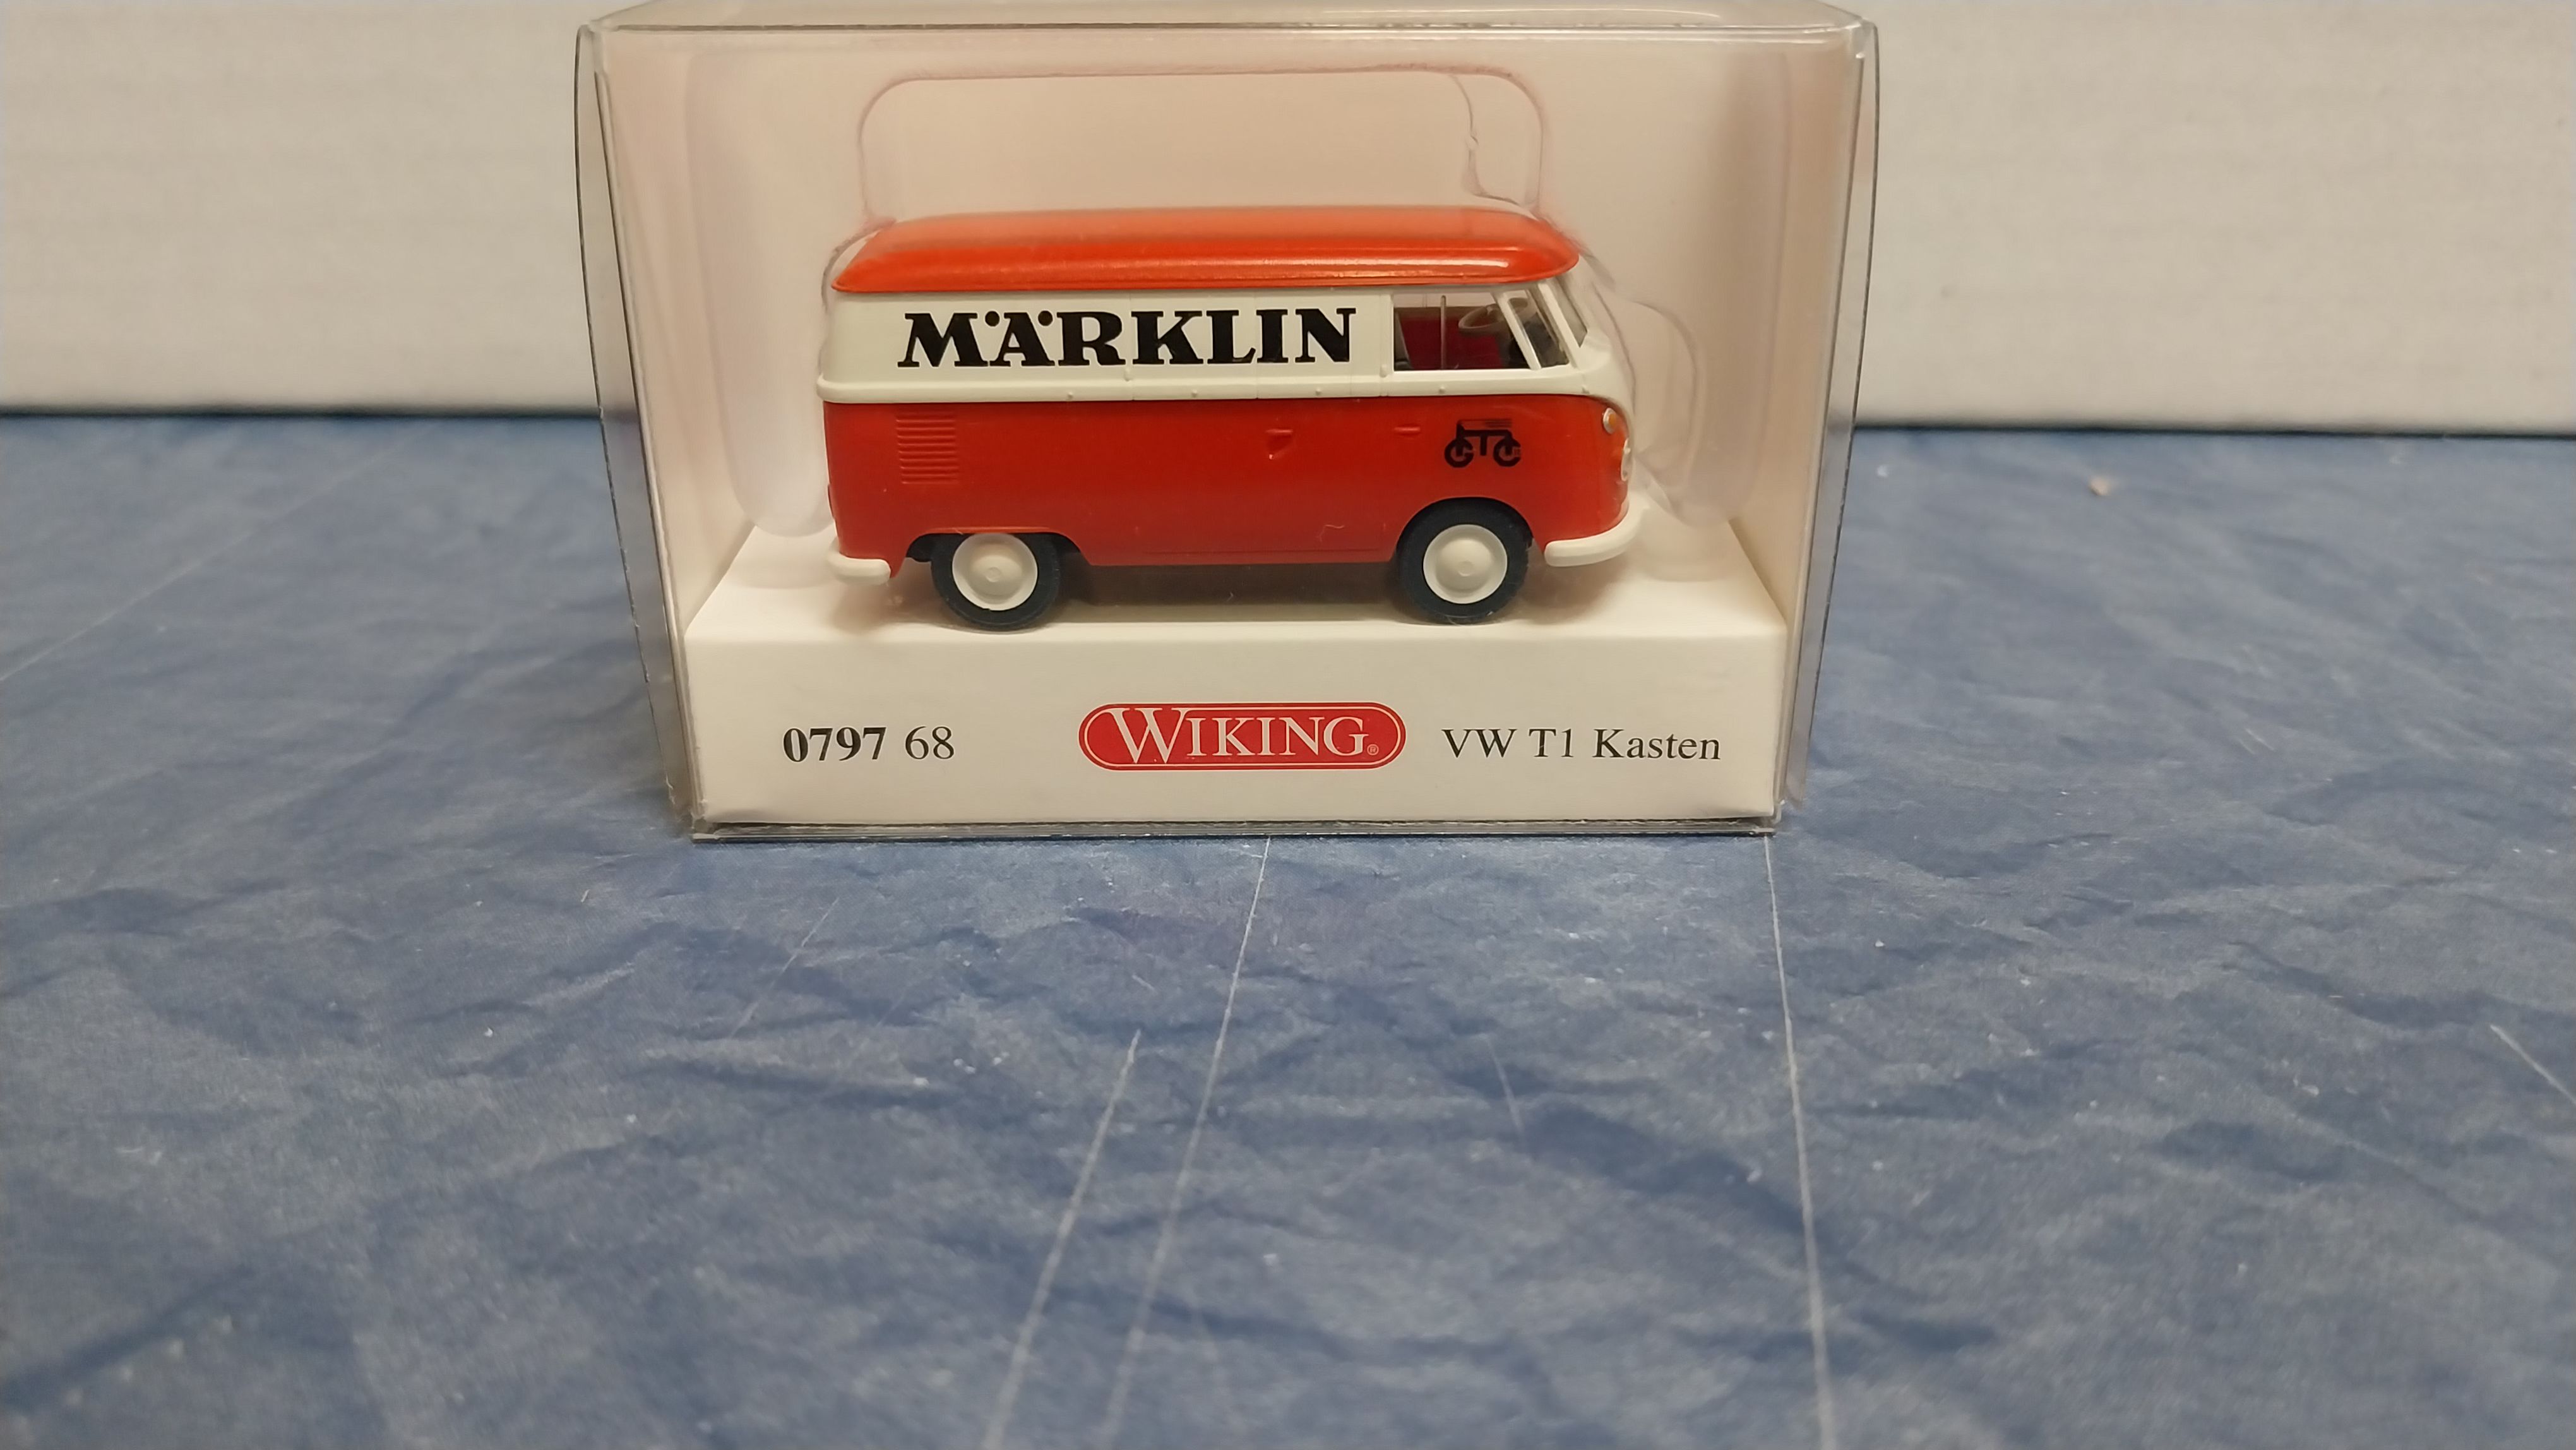 MÄRKLIN
0797 68 WIKING® VW T1 Kasten